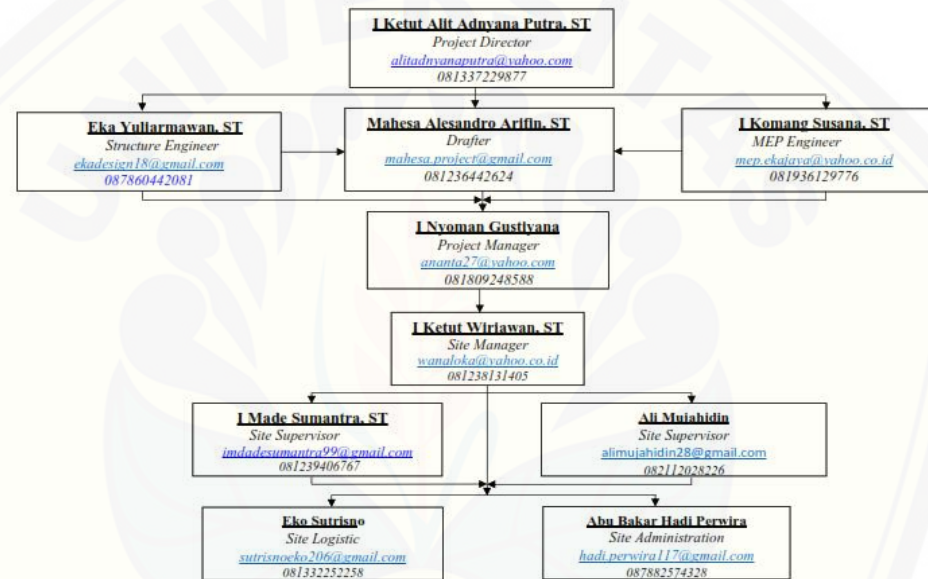 I Ketut Alit Adnyana Putra, ST
Project Director
alitadnyanaputra@yahoo.com
081337229877
Eka Yuliarmawan, ST
Structure Engineer
ekadesign18@gmail.com
087860442081
Mahesa Alesandro Arifin, ST
Drafter
mahesa.project@gmail.com
081236442624
I Komang Susana, ST
MEP Engineer
mep.ekajaya@yahoo.co.id
081936129776
I Nyoman Gustiyana
Project Manager
ananta27@yahoo.com
081809248588
I Ketut Wiriawan, ST
Site Manager
wanaloka@yahoo.co.id
081238131405
I Made Sumantra, ST
Site Supervisor
imdadesumantra99@gmail.com
081239406767
Ali Mujahidin
Site Supervisor
alimujahidin28@gmail.com
082112028226
Eko Sutrisno
Site Logistic
sutrisnoeko206@gmail.com
081332252258
Abu Bakar Hadi Perwira
Site Administration
hadi.perwira117@gmail.com
087882574328
UNIVERSITAS